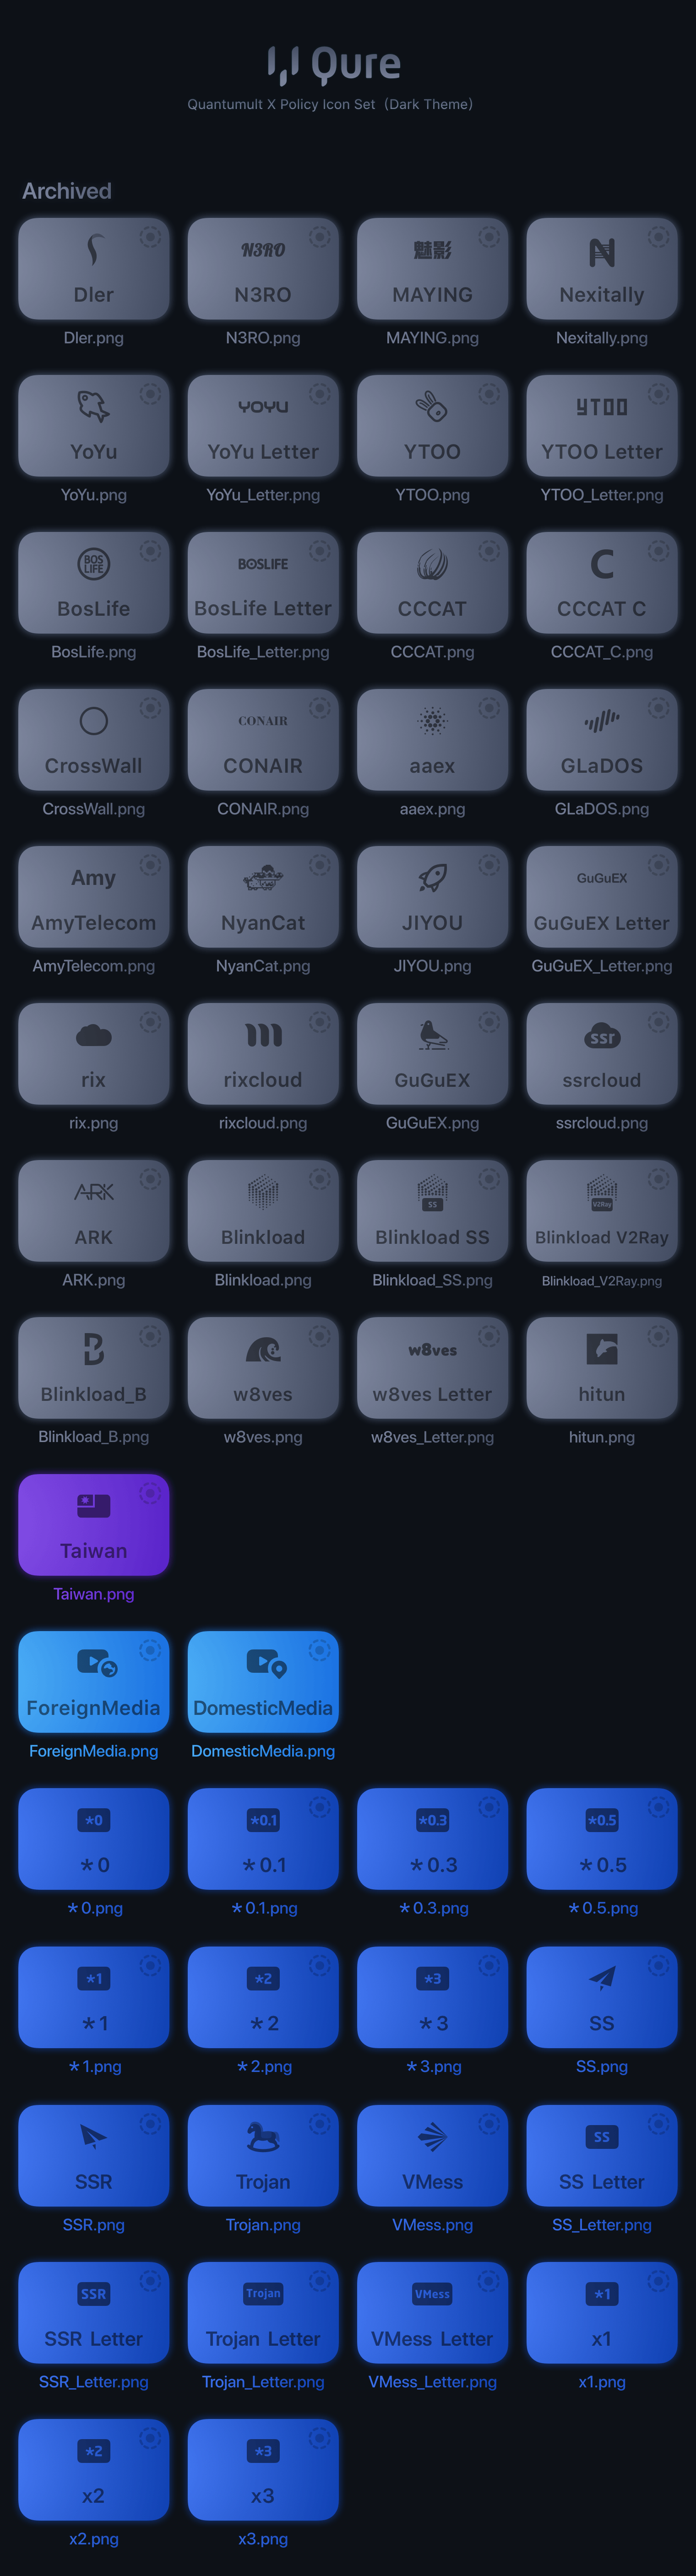 Qure
Quantumult X Policy Icon Set（Dark Theme）
Archived
N3RO 魅影
Dler N3RO MAYING Nexitally
Dler.png N3RO.png MAYING.png Nexitally.png
YOYU YTOO
YoYu YoYu Letter YTOO YTOO Letter
YoYu.png YoYu_Letter.png YTOO.png YTOO_Letter.png
BOS LIFE BOSLIFE C
BosLife BosLife Letter CCCAT CCCAT C
BosLife.png BosLife_Letter.png CCCAT.png CCCAT_C.png
CONAIR
CrossWall CONAIR aaex GLaDOS
CrossWall.png CONAIR.png aaex.png GLaDOS.png
Amy GuGuEX
AmyTelecom NyanCat JIYOU GuGuEX Letter
AmyTelecom.png NyanCat.png JIYOU.png GuGuEX_Letter.png
ssr
rix rixcloud GuGuEX ssrcloud
rix.png rixcloud.png GuGuEX.png ssrcloud.png
ARK SS V2Ray
ARK Blinkload Blinkload SS Blinkload V2Ray
ARK.png Blinkload.png Blinkload_SS.png Blinkload_V2Ray.png
w8ves
Blinkload_B w8ves w8ves Letter hitun
Blinkload_B.png w8ves.png w8ves_Letter.png hitun.png
Taiwan
Taiwan.png
ForeignMedia DomesticMedia
ForeignMedia.png DomesticMedia.png
*0 *0.1 *0.3 *0.5
*0 *0.1 *0.3 *0.5
*0.png *0.1.png *0.3.png *0.5.png
*1 *2 *3
*1 *2 *3 SS
*1.png *2.png *3.png SS.png
SS
SSR Trojan VMess SS Letter
SSR.png Trojan.png VMess.png SS_Letter.png
SSR Trojan VMess *1
SSR Letter Trojan Letter VMess Letter x1
SSR_Letter.png Trojan_Letter.png VMess_Letter.png x1.png
*2 *3
x2 x3
x2.png x3.png